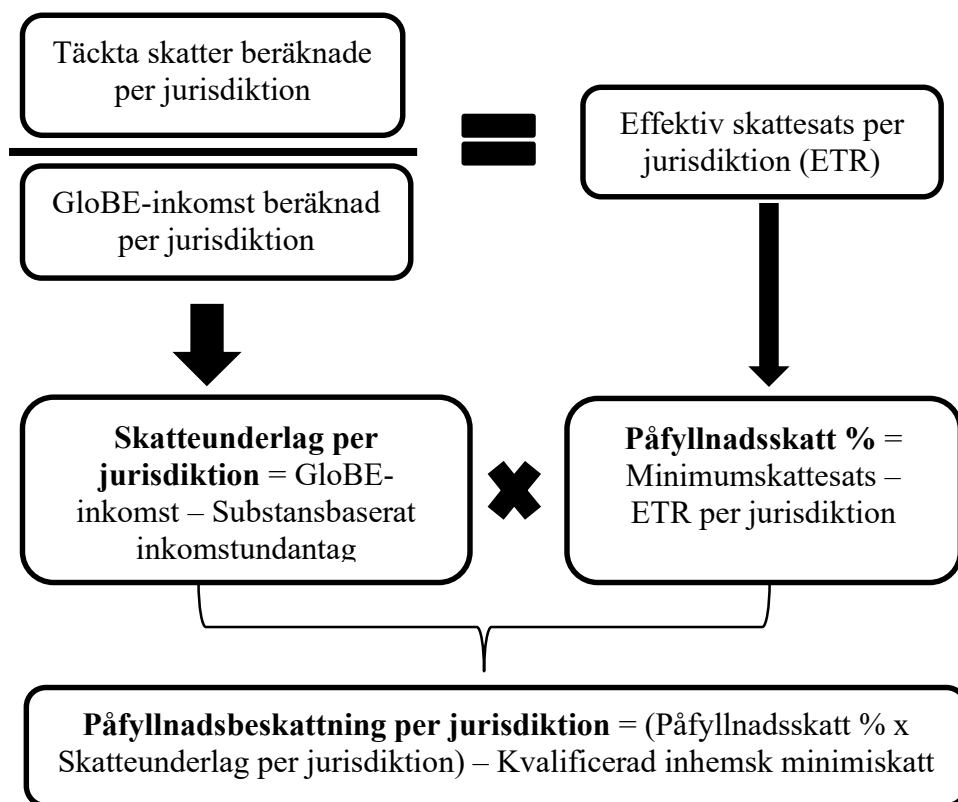 Täckta skatter beräknade
per jurisdiktion
GloBE-inkomst beräknad
per jurisdiktion
Effektiv skattesats per
jurisdiktion (ETR)
Skatteunderlag per
jurisdiktion = GloBE-
inkomst – Substansbaserat
inkomstundantag
Påfyllnadsskatt % =
Minimumskattesats –
ETR per jurisdiktion
Påfyllnadsbeskattning per jurisdiktion = (Påfyllnadsskatt % x
Skatteunderlag per jurisdiktion) – Kvalificerad inhemsk minimiskatt